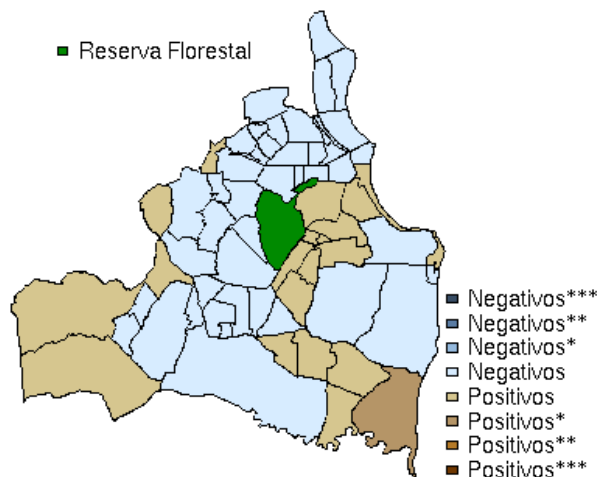 Reserva Florestal
Negativos***
Negativos**
Negativos*
Negativos
Positivos
Positivos*
Positivos**
Positivos***